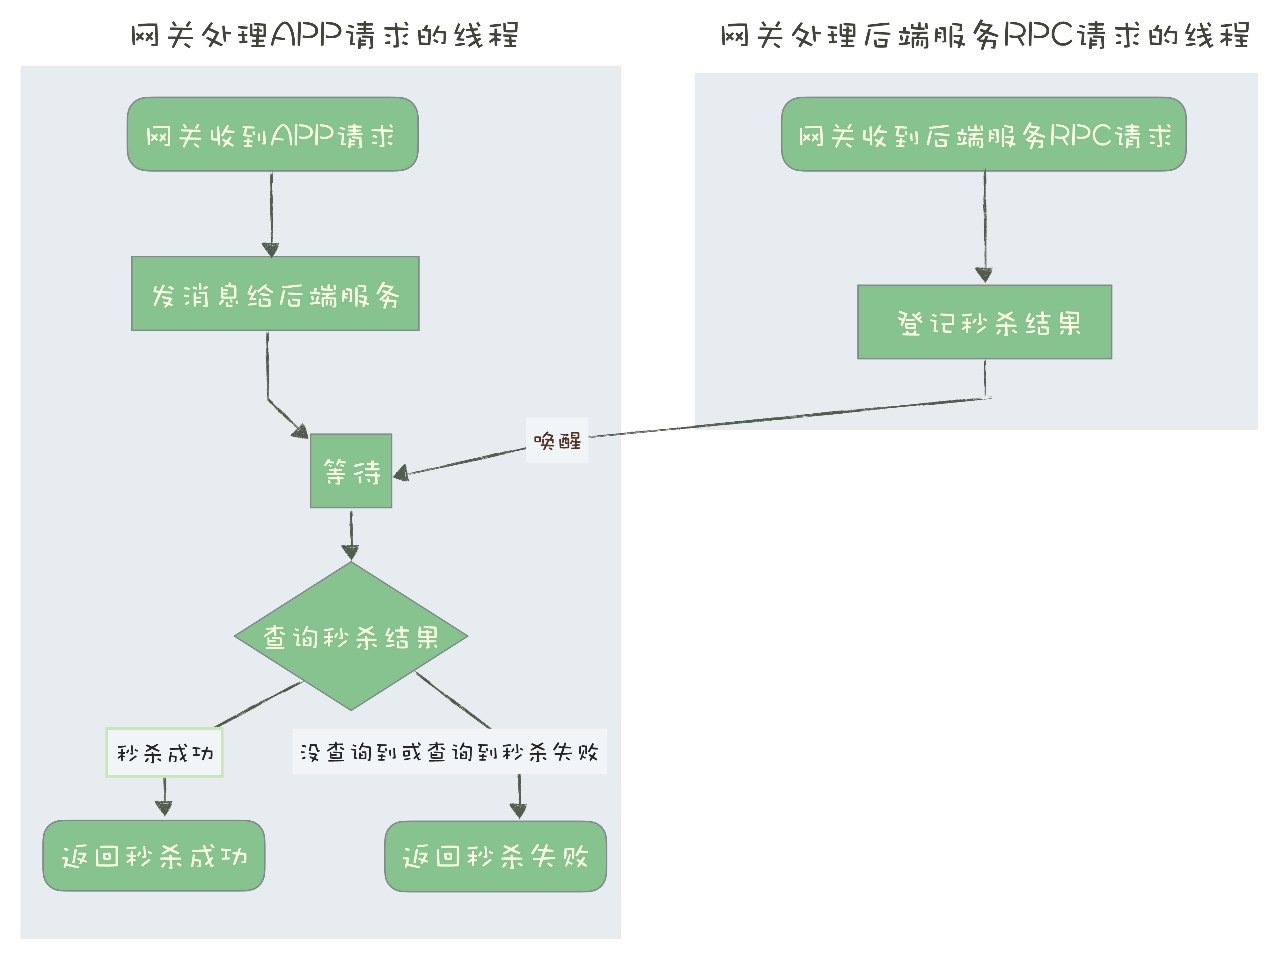 网关处理APP请求的线程
网关收到APP请求
发消息给后端服务
等待
查询秒杀结果
秒杀成功
没查询到或查询到秒杀失败
返回秒杀成功
返回秒杀失败
网关处理后端服务RPC请求的线程
网关收到后端服务RPC请求
登记秒杀结果
唤醒